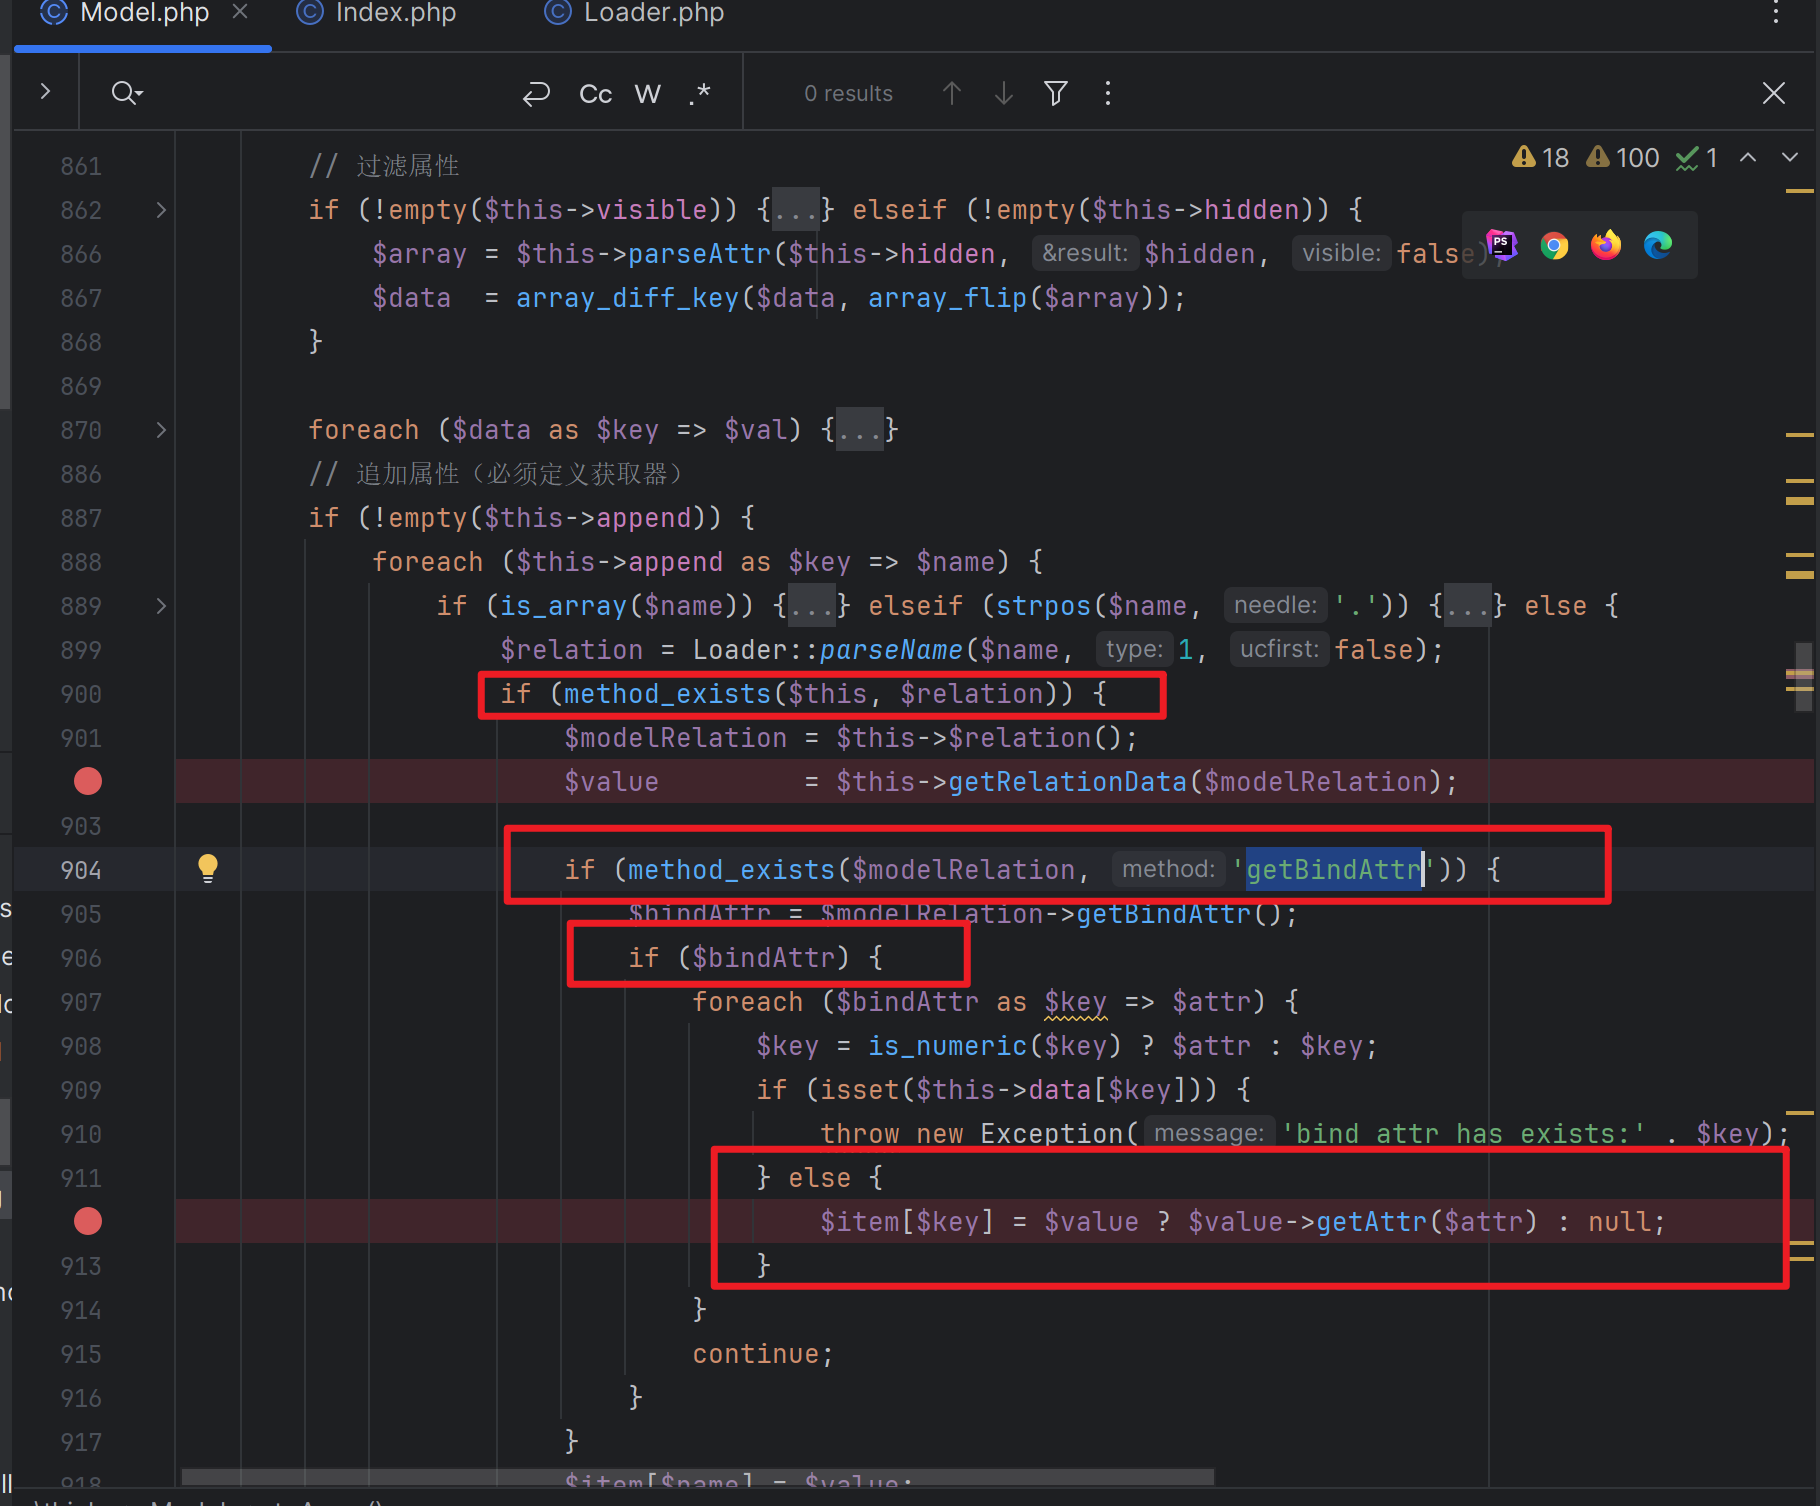 Model.php Index.php Loader.php
Cc W .* 0 results
18 100 1
861 // 过滤属性
862 if (!empty($this->visible)) {...} elseif (!empty($this->hidden)) {
866 $array = $this->parseAttr($this->hidden, &result: $hidden, visible: false);
867 $data = array_diff_key($data, array_flip($array));
868 }
869
870 foreach ($data as $key => $val) {...}
886 // 追加属性（必须定义获取器）
887 if (!empty($this->append)) {
888 foreach ($this->append as $key => $name) {
889 if (is_array($name)) {...} elseif (strpos($name, needle: '.')) {...} else {
899 $relation = Loader::parseName($name, type: 1, ucfirst: false);
900 if (method_exists($this, $relation)) {
901 $modelRelation = $this->$relation();
$value = $this->getRelationData($modelRelation);
903
904 if (method_exists($modelRelation, method: 'getBindAttr')) {
905 $bindAttr = $modelRelation->getBindAttr();
906 if ($bindAttr) {
907 foreach ($bindAttr as $key => $attr) {
908 $key = is_numeric($key) ? $attr : $key;
909 if (isset($this->data[$key])) {
910 throw new Exception( message: 'bind attr has exists:' . $key);
911 } else {
$item[$key] = $value ? $value->getAttr($attr) : null;
913 }
914 }
915 continue;
916 }
917 }
918 $item[$name] = $value;